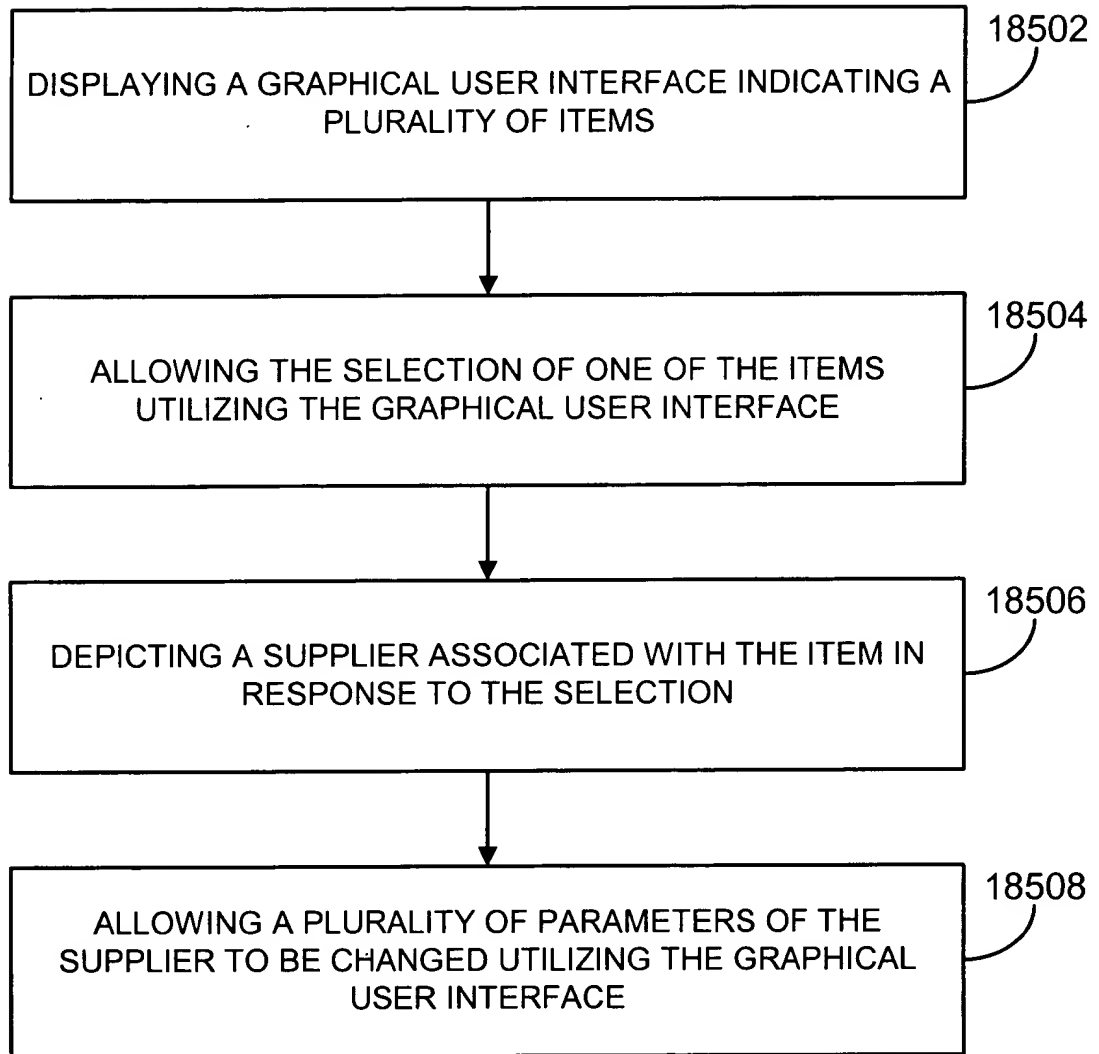 18502
DISPLAYING A GRAPHICAL USER INTERFACE INDICATING A
PLURALITY OF ITEMS
18504
ALLOWING THE SELECTION OF ONE OF THE ITEMS
UTILIZING THE GRAPHICAL USER INTERFACE
18506
DEPICTING A SUPPLIER ASSOCIATED WITH THE ITEM IN
RESPONSE TO THE SELECTION
18508
ALLOWING A PLURALITY OF PARAMETERS OF THE
SUPPLIER TO BE CHANGED UTILIZING THE GRAPHICAL
USER INTERFACE